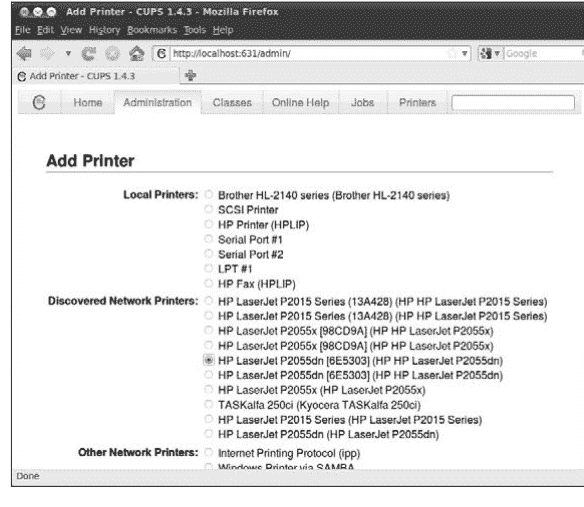 Add Printer - CUPS 1.4.3 - Mozilla Firefox
File Edit View History Bookmarks Tools Help
http://localhost:631/admin/
Google
Add Printer - CUPS 1.4.3
Home Administration Classes Online Help Jobs Printers
Add Printer
Local Printers: Brother HL-2140 series (Brother HL-2140 series)
SCSI Printer
HP Printer (HPLIP)
Serial Port #1
Serial Port #2
LPT #1
HP Fax (HPLIP)
Discovered Network Printers: HP LaserJet P2015 Series (13A428) (HP HP LaserJet P2015 Series)
HP LaserJet P2015 Series (13A428) (HP HP LaserJet P2015 Series)
HP LaserJet P2055x [98CD9A] (HP HP LaserJet P2055x)
HP LaserJet P2055x [98CD9A] (HP HP LaserJet P2055x)
HP LaserJet P2055dn [6E5303] (HP HP LaserJet P2055dn)
HP LaserJet P2055dn [6E5303] (HP HP LaserJet P2055dn)
HP LaserJet P2055x (HP LaserJet P2055x)
TASKalfa 250ci (Kyocera TASKalfa 250ci)
HP LaserJet P2015 Series (HP LaserJet P2015 Series)
HP LaserJet P2055dn (HP LaserJet P2055dn)
Other Network Printers: Internet Printing Protocol (ipp)
Windows Printer via SAMBA
Done